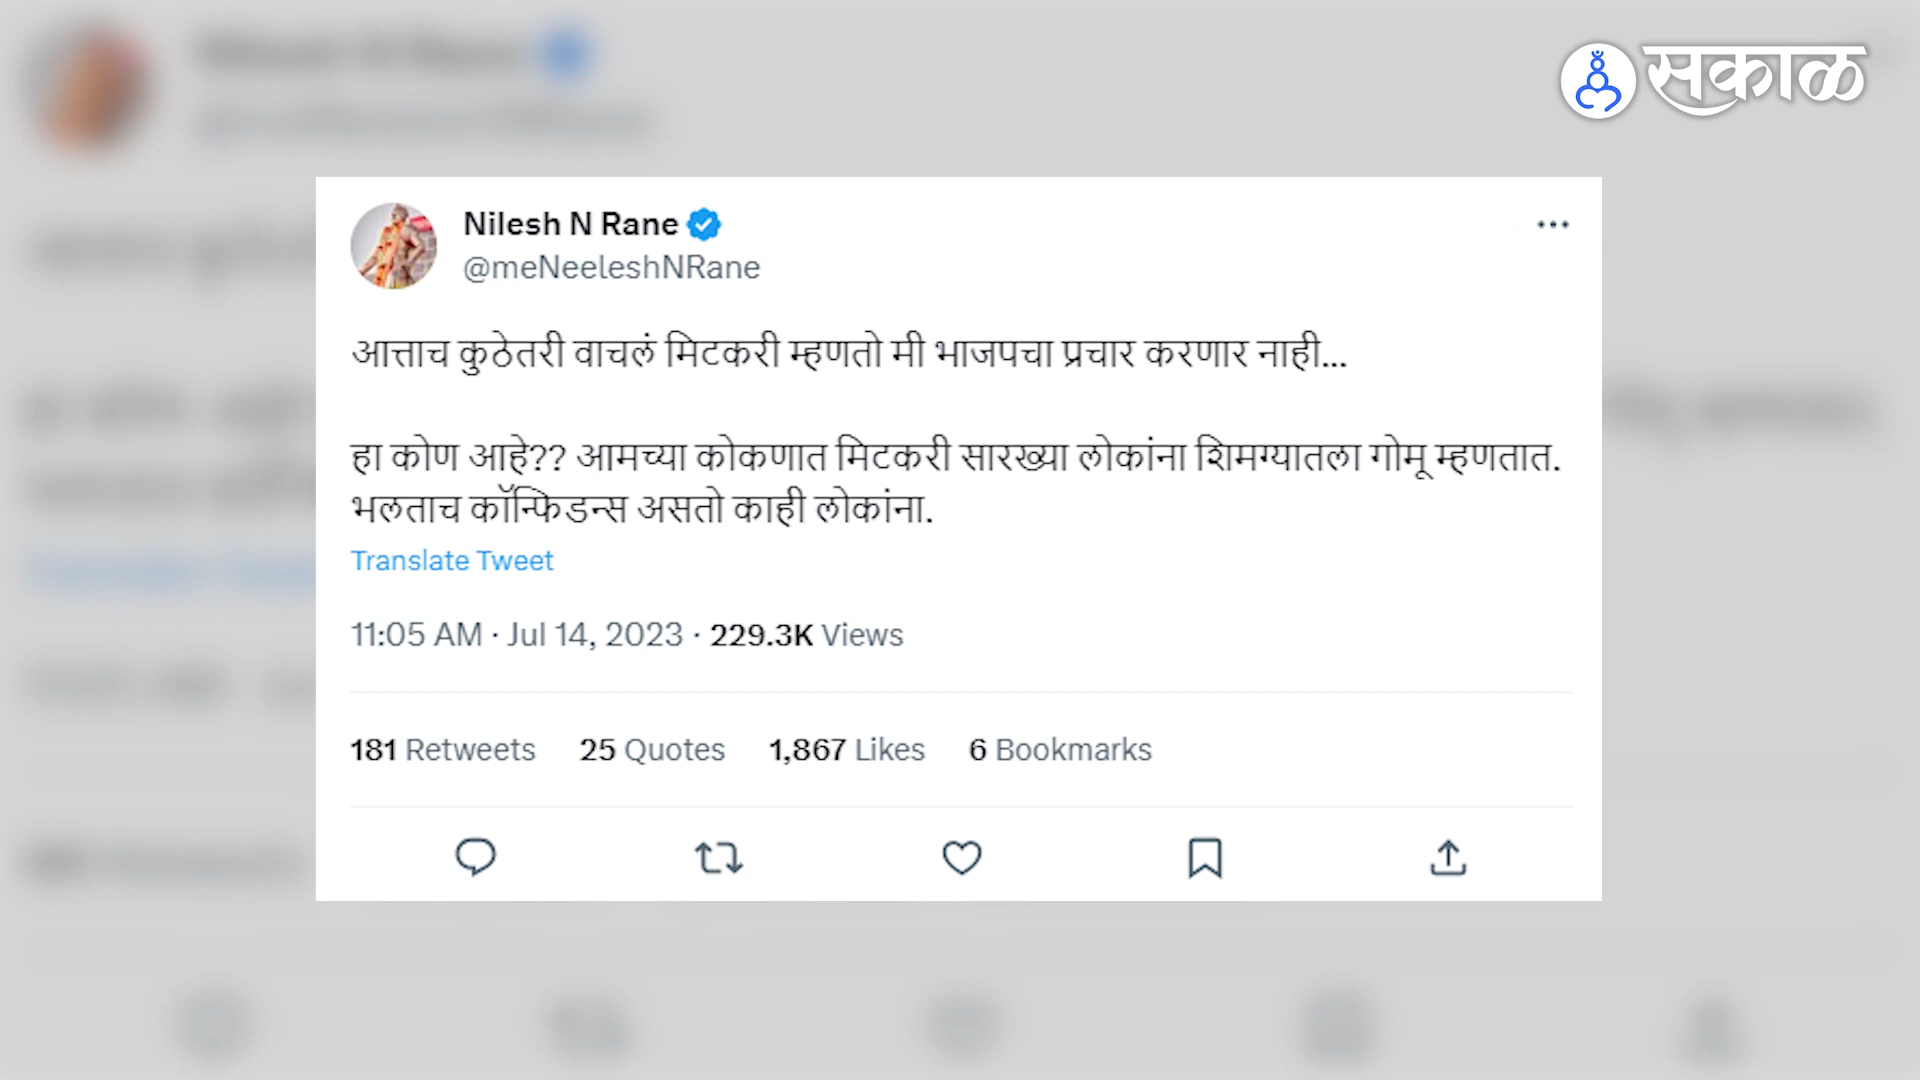 सकाळ
Nilesh N Rane
@meNeeleshNRane
आत्ताच कुठेतरी वाचलं मिटकरी म्हणतो मी भाजपचा प्रचार करणार नाही...
हा कोण आहे?? आमच्या कोकणात मिटकरी सारख्या लोकांना शिमग्यातला गोमू म्हणतात.
भलताच कॉन्फिडन्स असतो काही लोकांना.
Translate Tweet
11:05 AM · Jul 14, 2023 · 229.3K Views
181 Retweets 25 Quotes 1,867 Likes 6 Bookmarks